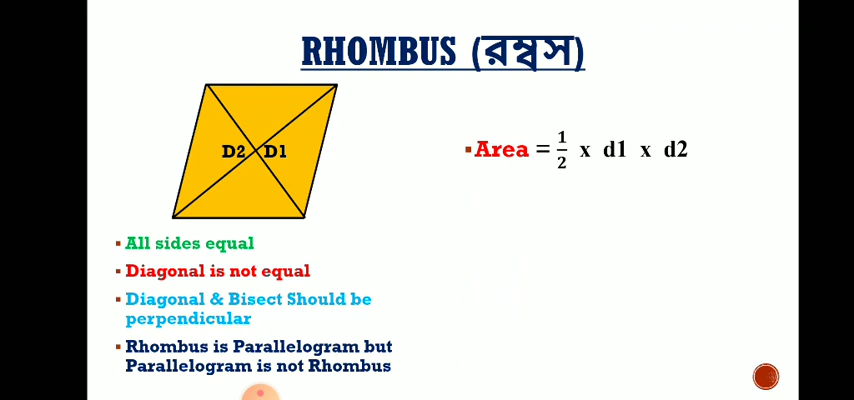 RHOMBUS (রম্বস)
D2 D1
▪Area = 1/2 x d1 x d2
▪ All sides equal
▪ Diagonal is not equal
▪ Diagonal & Bisect Should be
perpendicular
▪ Rhombus is Parallelogram but
Parallelogram is not Rhombus